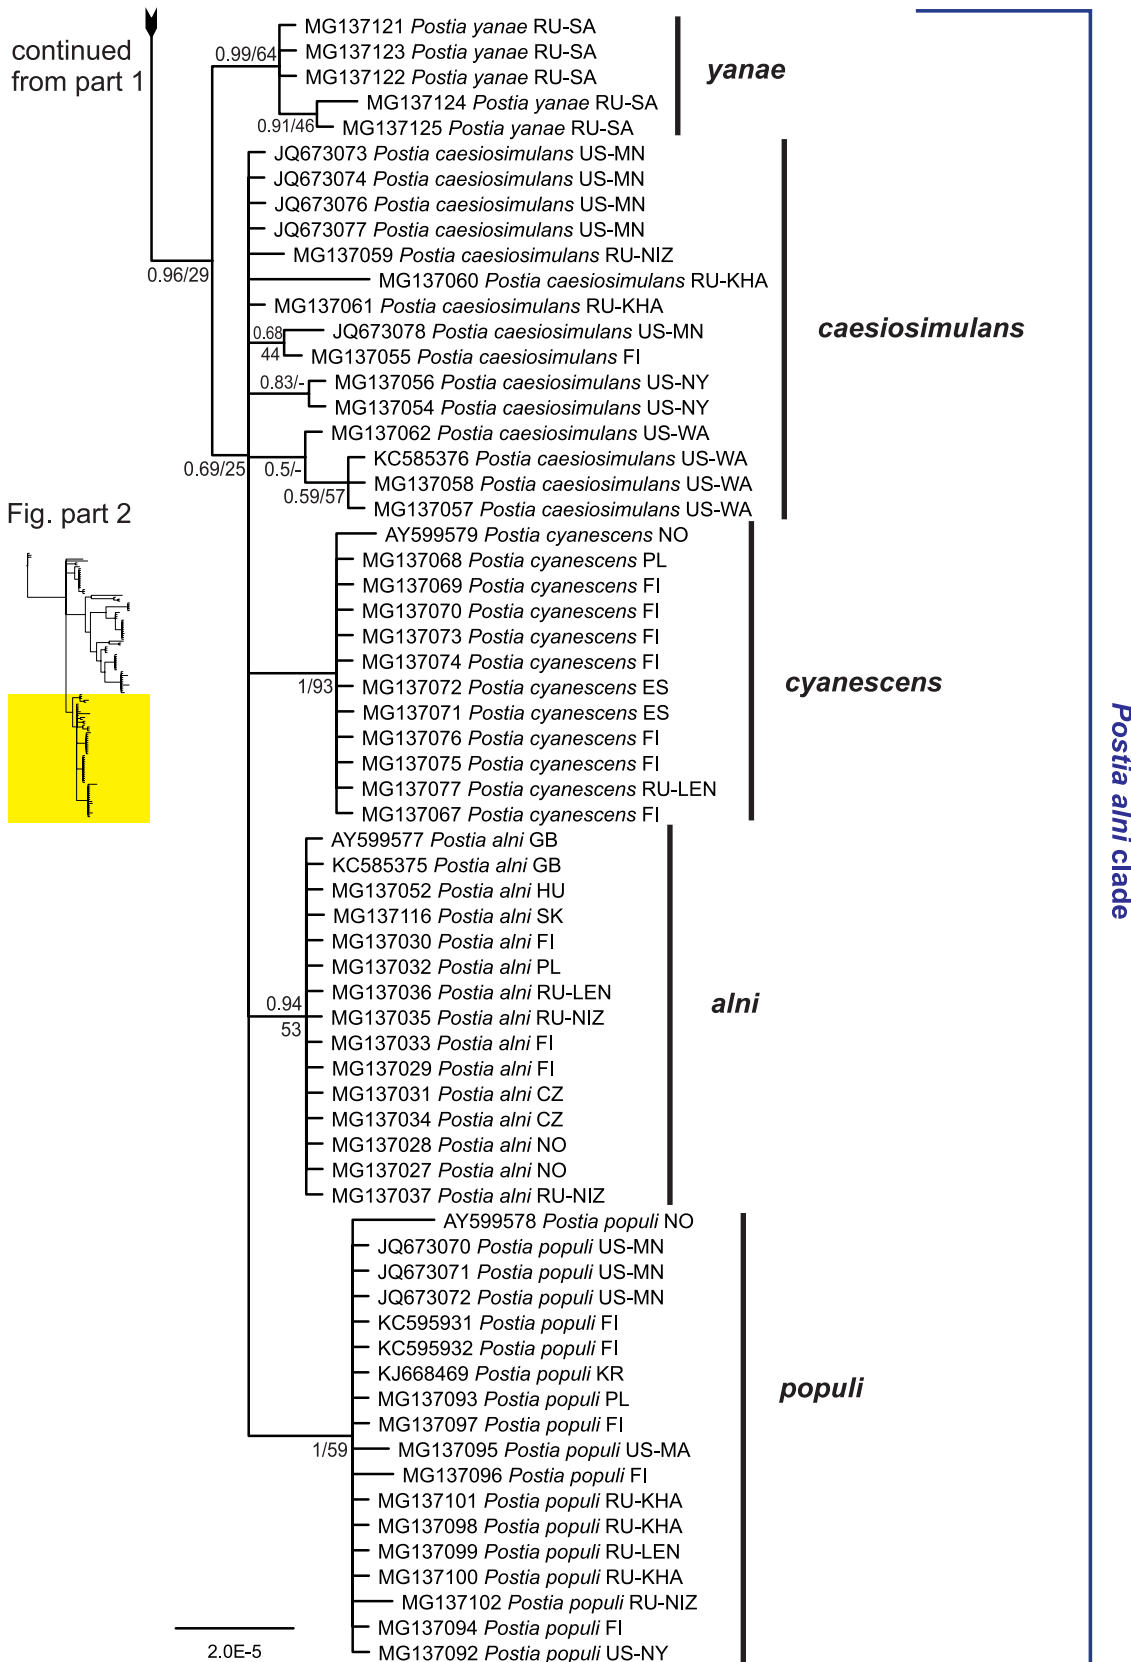 continued
from part 1
0.99/64
MG137121 Postia yanae RU-SA
MG137123 Postia yanae RU-SA
MG137122 Postia yanae RU-SA
MG137124 Postia yanae RU-SA
0.91/46
MG137125 Postia yanae RU-SA
yanae
0.96/29
JQ673073 Postia caesiosimulans US-MN
JQ673074 Postia caesiosimulans US-MN
JQ673076 Postia caesiosimulans US-MN
JQ673077 Postia caesiosimulans US-MN
MG137059 Postia caesiosimulans RU-NIZ
MG137060 Postia caesiosimulans RU-KHA
MG137061 Postia caesiosimulans RU-KHA
0.68
44
JQ673078 Postia caesiosimulans US-MN
MG137055 Postia caesiosimulans FI
0.83/-
MG137056 Postia caesiosimulans US-NY
MG137054 Postia caesiosimulans US-NY
MG137062 Postia caesiosimulans US-WA
0.69/25
0.5/-
KC585376 Postia caesiosimulans US-WA
MG137058 Postia caesiosimulans US-WA
0.59/57
MG137057 Postia caesiosimulans US-WA
caesiosimulans
Fig. part 2
AY599579 Postia cyanescens NO
MG137068 Postia cyanescens PL
MG137069 Postia cyanescens FI
MG137070 Postia cyanescens FI
MG137073 Postia cyanescens FI
MG137074 Postia cyanescens FI
1/93
MG137072 Postia cyanescens ES
MG137071 Postia cyanescens ES
MG137076 Postia cyanescens FI
MG137075 Postia cyanescens FI
MG137077 Postia cyanescens RU-LEN
MG137067 Postia cyanescens FI
cyanescens
Postia alni clade
AY599577 Postia alni GB
KC585375 Postia alni GB
MG137052 Postia alni HU
MG137116 Postia alni SK
MG137030 Postia alni FI
MG137032 Postia alni PL
MG137036 Postia alni RU-LEN
0.94
53
MG137035 Postia alni RU-NIZ
MG137033 Postia alni FI
MG137029 Postia alni FI
MG137031 Postia alni CZ
MG137034 Postia alni CZ
MG137028 Postia alni NO
MG137027 Postia alni NO
MG137037 Postia alni RU-NIZ
alni
AY599578 Postia populi NO
JQ673070 Postia populi US-MN
JQ673071 Postia populi US-MN
JQ673072 Postia populi US-MN
KC595931 Postia populi FI
KC595932 Postia populi FI
KJ668469 Postia populi KR
MG137093 Postia populi PL
MG137097 Postia populi FI
1/59
MG137095 Postia populi US-MA
MG137096 Postia populi FI
MG137101 Postia populi RU-KHA
MG137098 Postia populi RU-KHA
MG137099 Postia populi RU-LEN
MG137100 Postia populi RU-KHA
MG137102 Postia populi RU-NIZ
MG137094 Postia populi FI
MG137092 Postia populi US-NY
populi
2.0E-5